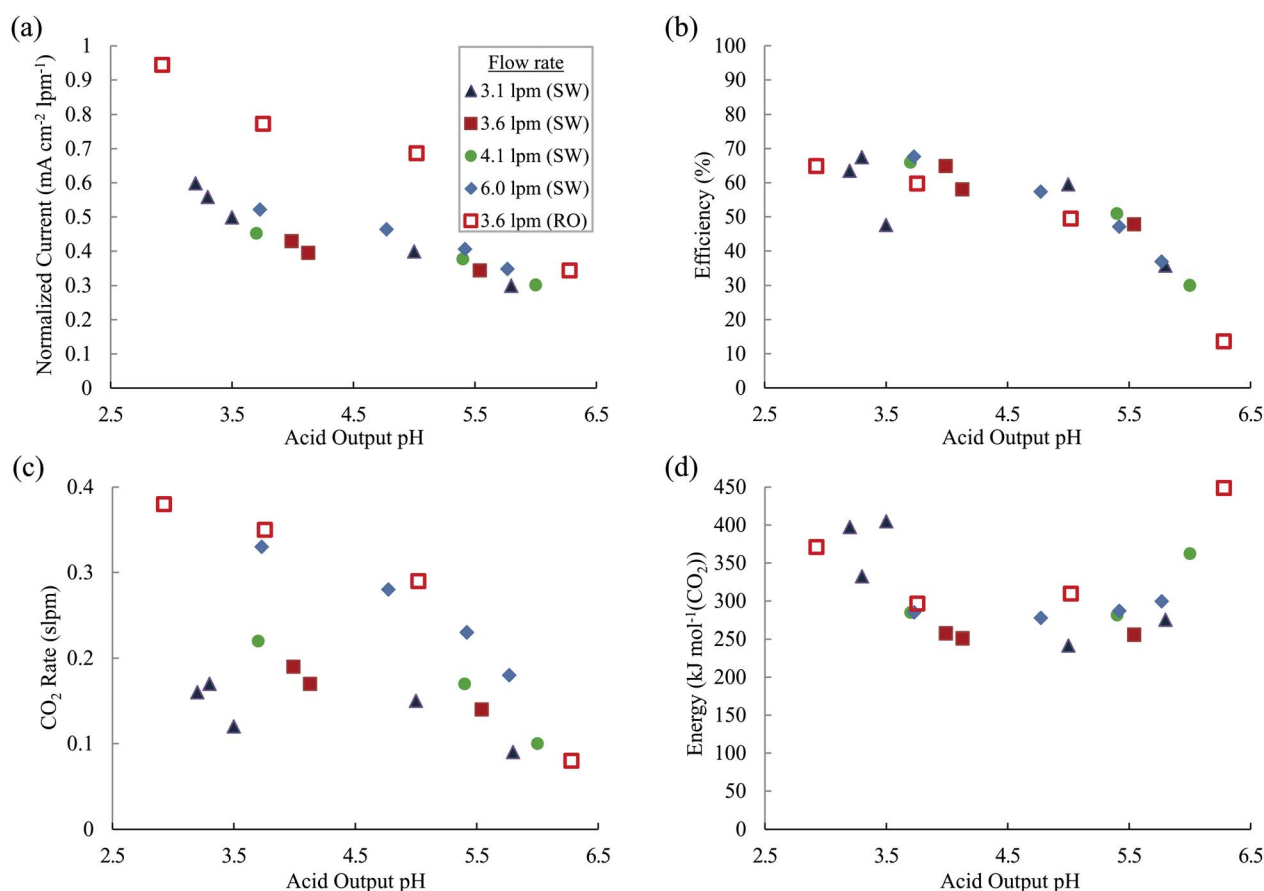 (a)
Normalized Current (mA cm⁻² lpm⁻¹)
1
0.9
0.8
0.7
0.6
0.5
0.4
0.3
0.2
0.1
0
2.5 3.5 4.5 5.5 6.5
Acid Output pH
Flow rate
3.1 lpm (SW)
3.6 lpm (SW)
4.1 lpm (SW)
6.0 lpm (SW)
3.6 lpm (RO)
(b)
Efficiency (%)
100
90
80
70
60
50
40
30
20
10
0
2.5 3.5 4.5 5.5 6.5
Acid Output pH
(c)
CO₂ Rate (slpm)
0.4
0.3
0.2
0.1
0
2.5 3.5 4.5 5.5 6.5
Acid Output pH
(d)
Energy (kJ mol⁻¹(CO₂))
450
400
350
300
250
200
150
100
50
0
2.5 3.5 4.5 5.5 6.5
Acid Output pH